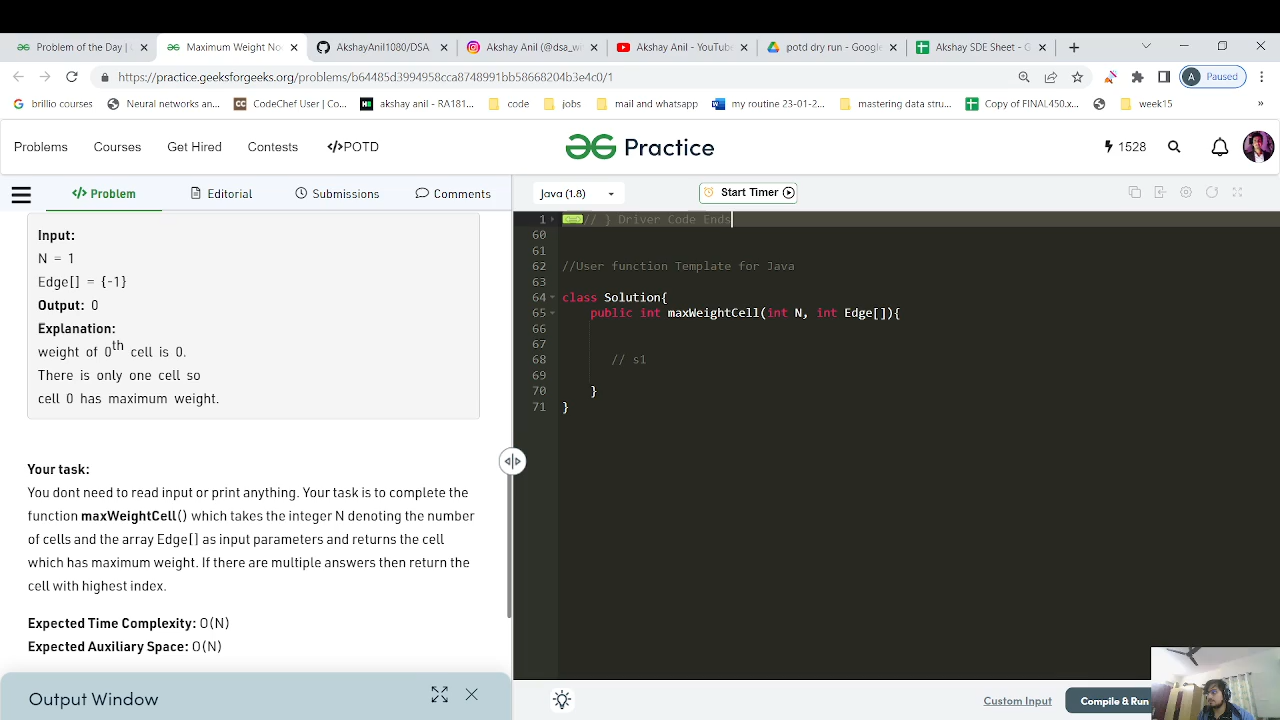 Problem of the Day |
Maximum Weight No
AkshayAnil1080/DSA
Akshay Anil (@dsa_wi
Akshay Anil - YouTube
potd dry run - Google
Akshay SDE Sheet - G
https://practice.geeksforgeeks.org/problems/b64485d3994958cca8748991bb58668204b3e4c0/1
A Paused
brillio courses
Neural networks an...
CodeChef User | Co...
akshay anil - RA181...
code
jobs
mail and whatsapp
my routine 23-01-2...
mastering data stru...
Copy of FINAL450.x...
week15
»
Problems
Courses
Get Hired
Contests
</>POTD
Practice
1528
</> Problem
Editorial
Submissions
Comments
Java (1.8)
Start Timer
Input:
N = 1
Edge[] = {-1}
Output: 0
Explanation:
weight of 0th cell is 0.
There is only one cell so
cell 0 has maximum weight.
Your task:
You dont need to read input or print anything. Your task is to complete the
function maxWeightCell() which takes the integer N denoting the number
of cells and the array Edge[] as input parameters and returns the cell
which has maximum weight. If there are multiple answers then return the
cell with highest index.
Expected Time Complexity: O(N)
Expected Auxiliary Space: O(N)
Output Window
1 // } Driver Code Ends
60
61
62 //User function Template for Java
63
64 class Solution{
65 public int maxWeightCell(int N, int Edge[]){
66
67
68 // s1
69
70 }
71 }
Custom Input
Compile & Run